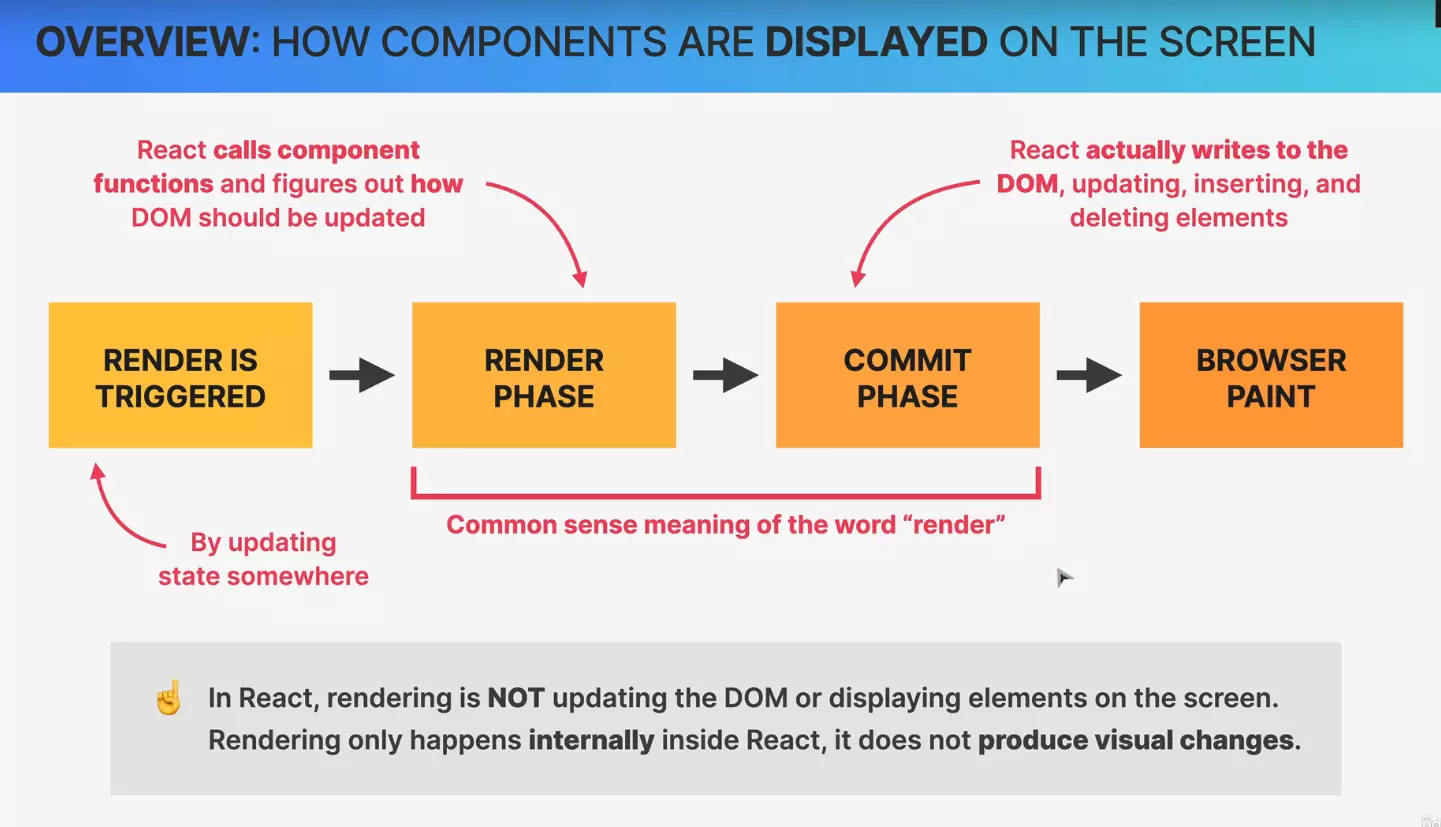 OVERVIEW: HOW COMPONENTS ARE DISPLAYED ON THE SCREEN
React calls component
functions and figures out how
DOM should be updated
React actually writes to the
DOM, updating, inserting, and
deleting elements
RENDER IS
TRIGGERED
RENDER
PHASE
COMMIT
PHASE
BROWSER
PAINT
By updating
state somewhere
Common sense meaning of the word “render”
☝️ In React, rendering is NOT updating the DOM or displaying elements on the screen.
Rendering only happens internally inside React, it does not produce visual changes.